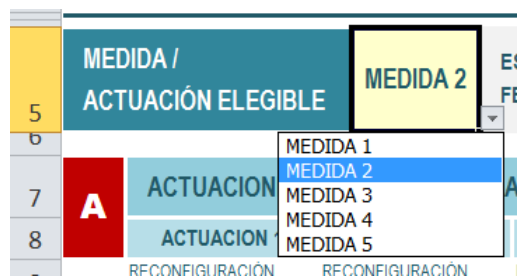 5
MEDIDA /
ACTUACIÓN ELEGIBLE
MEDIDA 2
6
MEDIDA 1
MEDIDA 2
MEDIDA 3
MEDIDA 4
MEDIDA 5
7
A
ACTUACION
8
ACTUACION
RECONFIGURACIÓN
RECONFIGURACIÓN